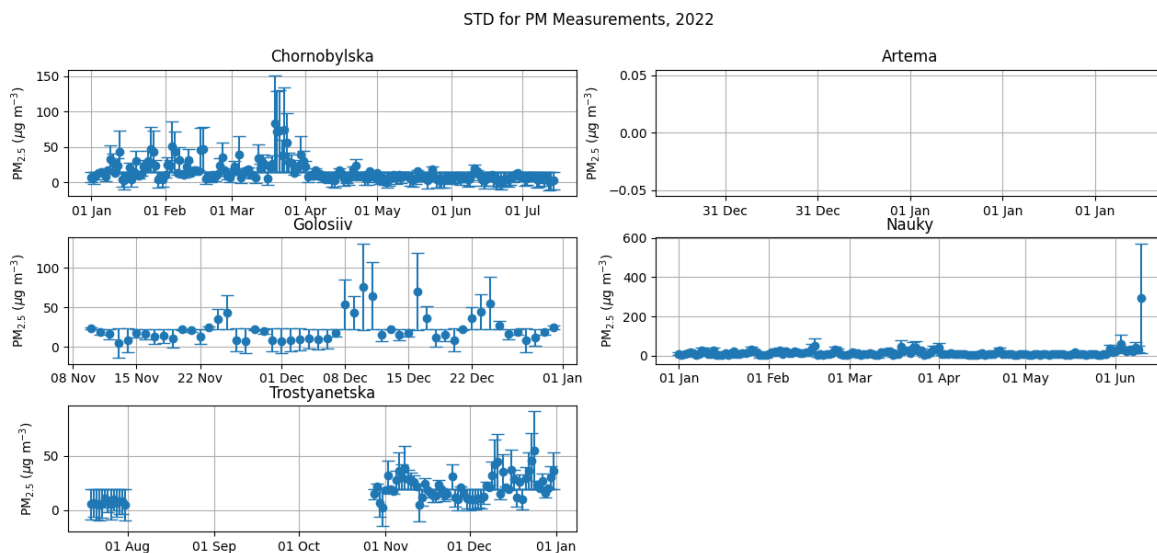 STD for PM Measurements, 2022
Chornobylska
PM2.5 (μg m−3)
150
100
50
0
01 Jan 01 Feb 01 Mar 01 Apr 01 May 01 Jun 01 Jul
Artema
PM2.5 (μg m−3)
0.05
0.00
−0.05
31 Dec 31 Dec 01 Jan 01 Jan 01 Jan
Golosiiv
PM2.5 (μg m−3)
100
50
0
08 Nov 15 Nov 22 Nov 01 Dec 08 Dec 15 Dec 22 Dec 01 Jan
Nauky
PM2.5 (μg m−3)
600
400
200
0
01 Jan 01 Feb 01 Mar 01 Apr 01 May 01 Jun
Trostyanetska
PM2.5 (μg m−3)
50
0
01 Aug 01 Sep 01 Oct 01 Nov 01 Dec 01 Jan